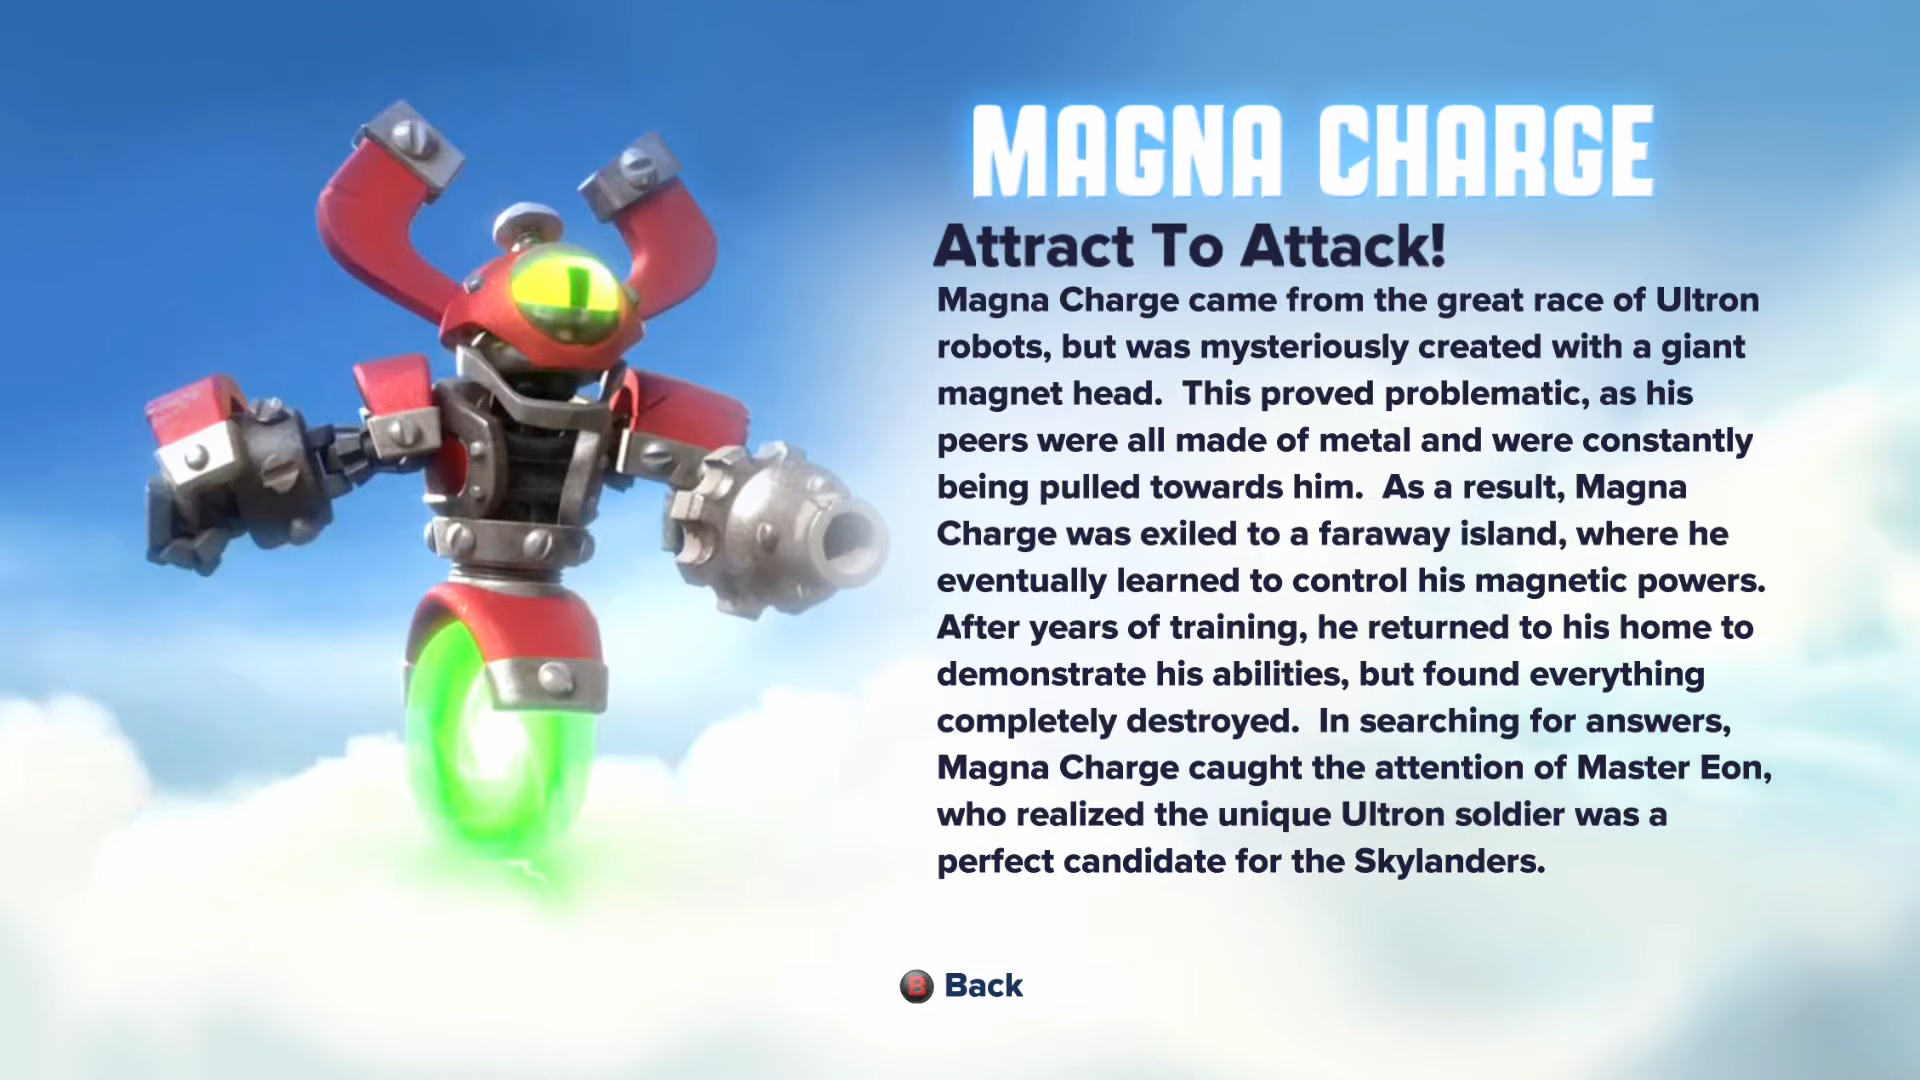 MAGNA CHARGE
Attract To Attack!
Magna Charge came from the great race of Ultron
robots, but was mysteriously created with a giant
magnet head.  This proved problematic, as his
peers were all made of metal and were constantly
being pulled towards him.  As a result, Magna
Charge was exiled to a faraway island, where he
eventually learned to control his magnetic powers.
After years of training, he returned to his home to
demonstrate his abilities, but found everything
completely destroyed.  In searching for answers,
Magna Charge caught the attention of Master Eon,
who realized the unique Ultron soldier was a
perfect candidate for the Skylanders.
B Back